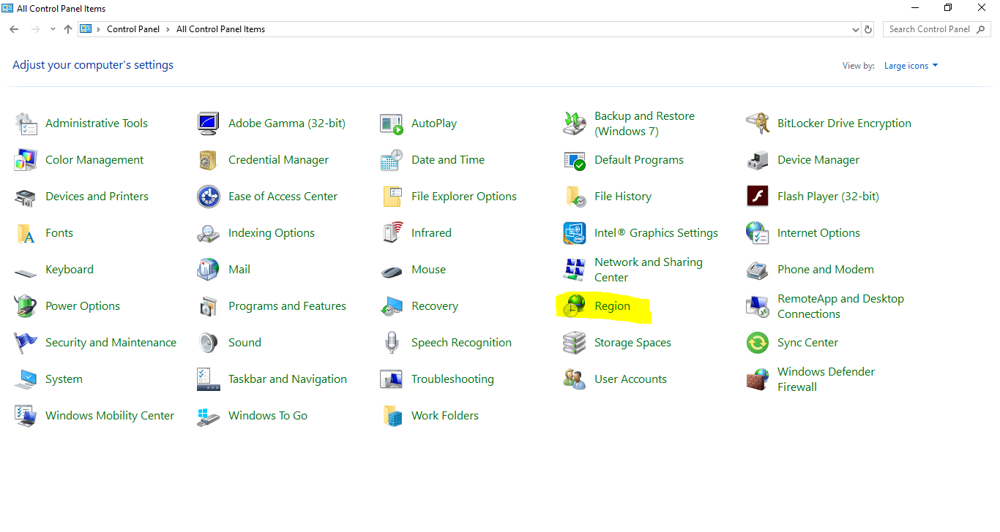 All Control Panel Items
Control Panel > All Control Panel Items
Search Control Panel
Adjust your computer's settings
View by: Large icons
Administrative Tools
Adobe Gamma (32-bit)
AutoPlay
Backup and Restore
(Windows 7)
BitLocker Drive Encryption
Color Management
Credential Manager
Date and Time
Default Programs
Device Manager
Devices and Printers
Ease of Access Center
File Explorer Options
File History
Flash Player (32-bit)
Fonts
Indexing Options
Infrared
Intel® Graphics Settings
Internet Options
Keyboard
Mail
Mouse
Network and Sharing
Center
Phone and Modem
Power Options
Programs and Features
Recovery
Region
RemoteApp and Desktop
Connections
Security and Maintenance
Sound
Speech Recognition
Storage Spaces
Sync Center
System
Taskbar and Navigation
Troubleshooting
User Accounts
Windows Defender
Firewall
Windows Mobility Center
Windows To Go
Work Folders